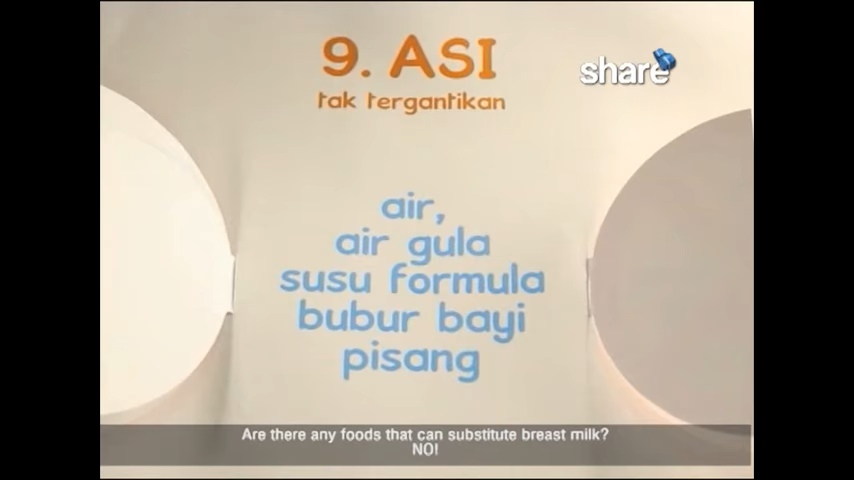 9. ASI
tak tergantikan
share
air,
air gula
susu formula
bubur bayi
pisang
Are there any foods that can substitute breast milk?
NO!